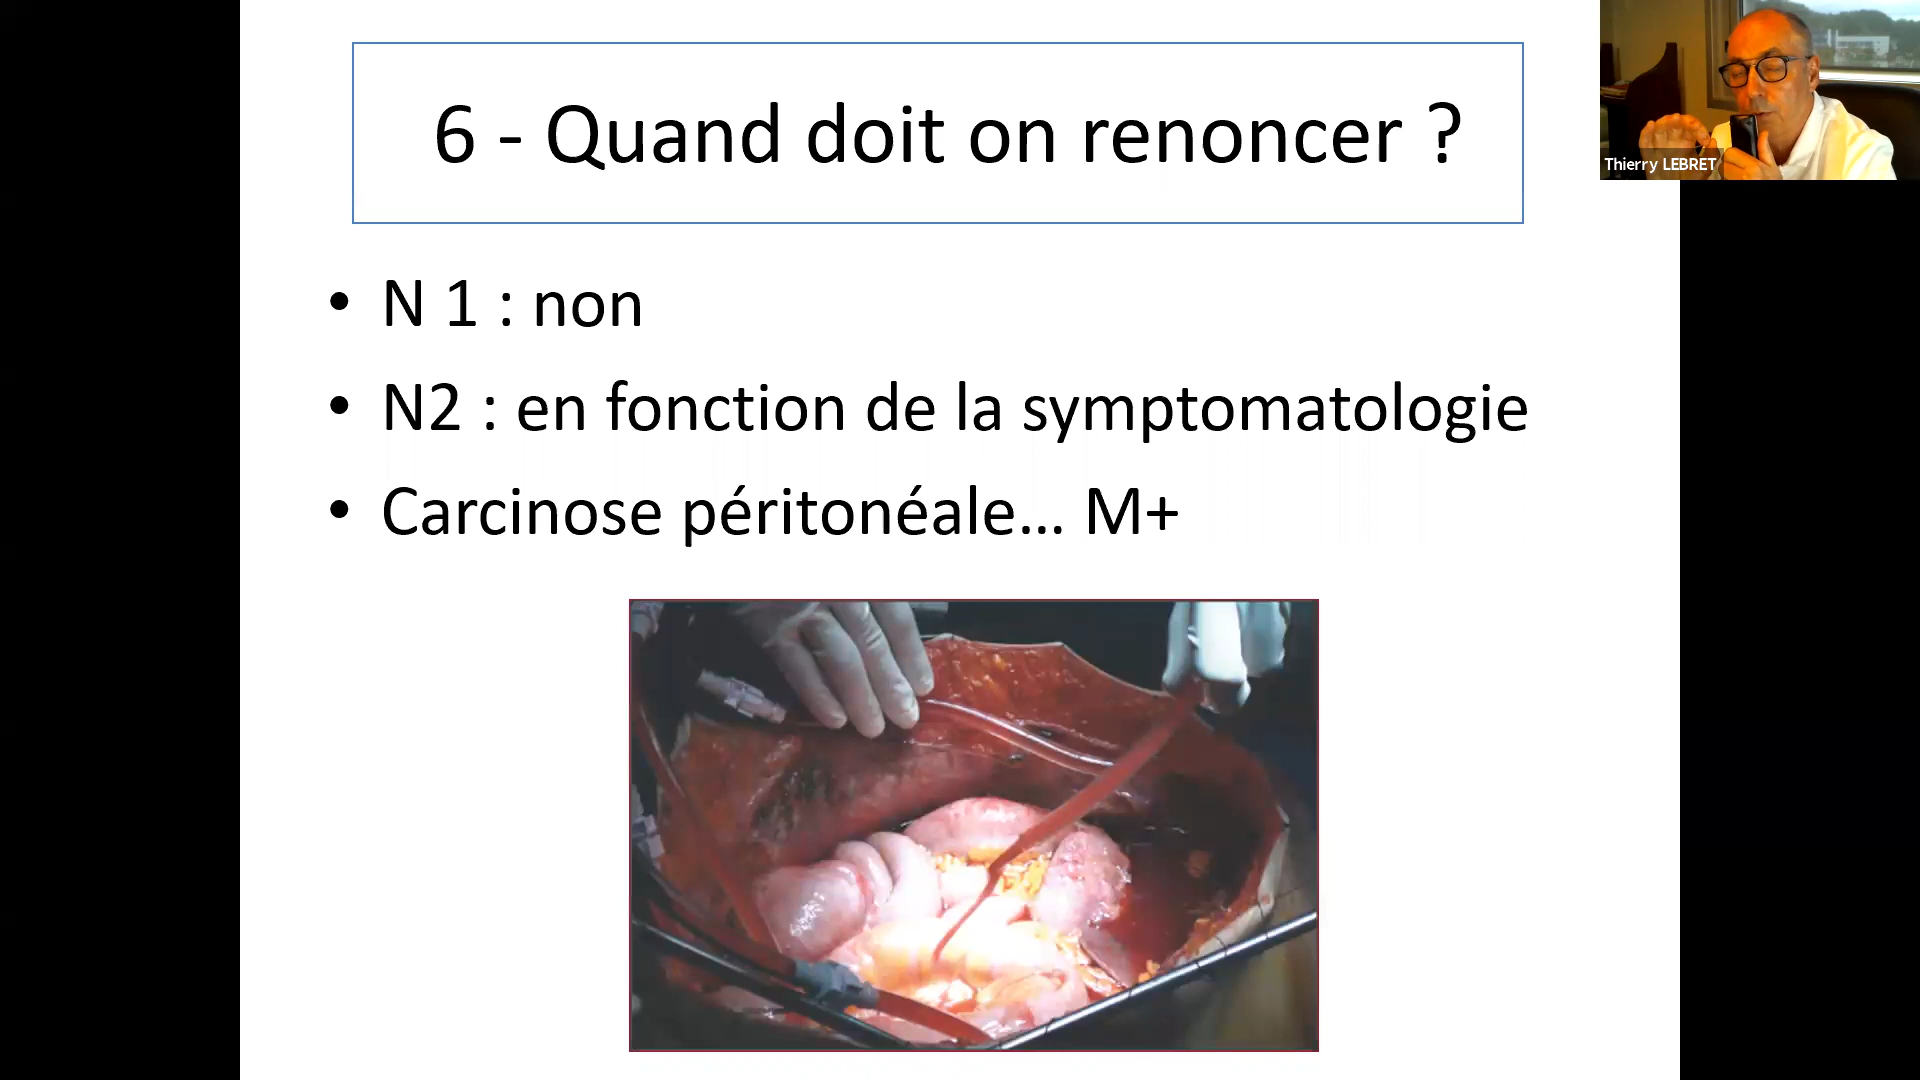 6 - Quand doit on renoncer ?
Thierry LEBRET
• N 1 : non
• N2 : en fonction de la symptomatologie
• Carcinose péritonéale... M+